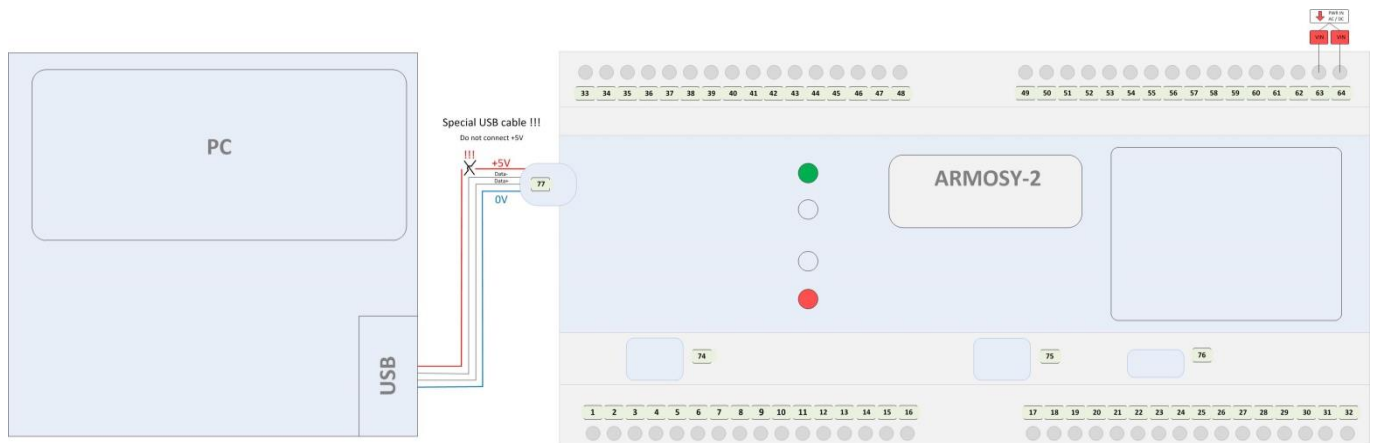 Park IN.
AC / DC
VIN VIN
33 34 35 36 37 38 39 40 41 42 43 44 45 46 47 48
49 50 51 52 53 54 55 56 57 58 59 60 61 62 63 64
Special USB cable !!!
Do not connect +5V
!!!
+5V
Data-
Data+
0V
77
PC
ARMOSY-2
USB
74
75
76
1 2 3 4 5 6 7 8 9 10 11 12 13 14 15 16
17 18 19 20 21 22 23 24 25 26 27 28 29 30 31 32